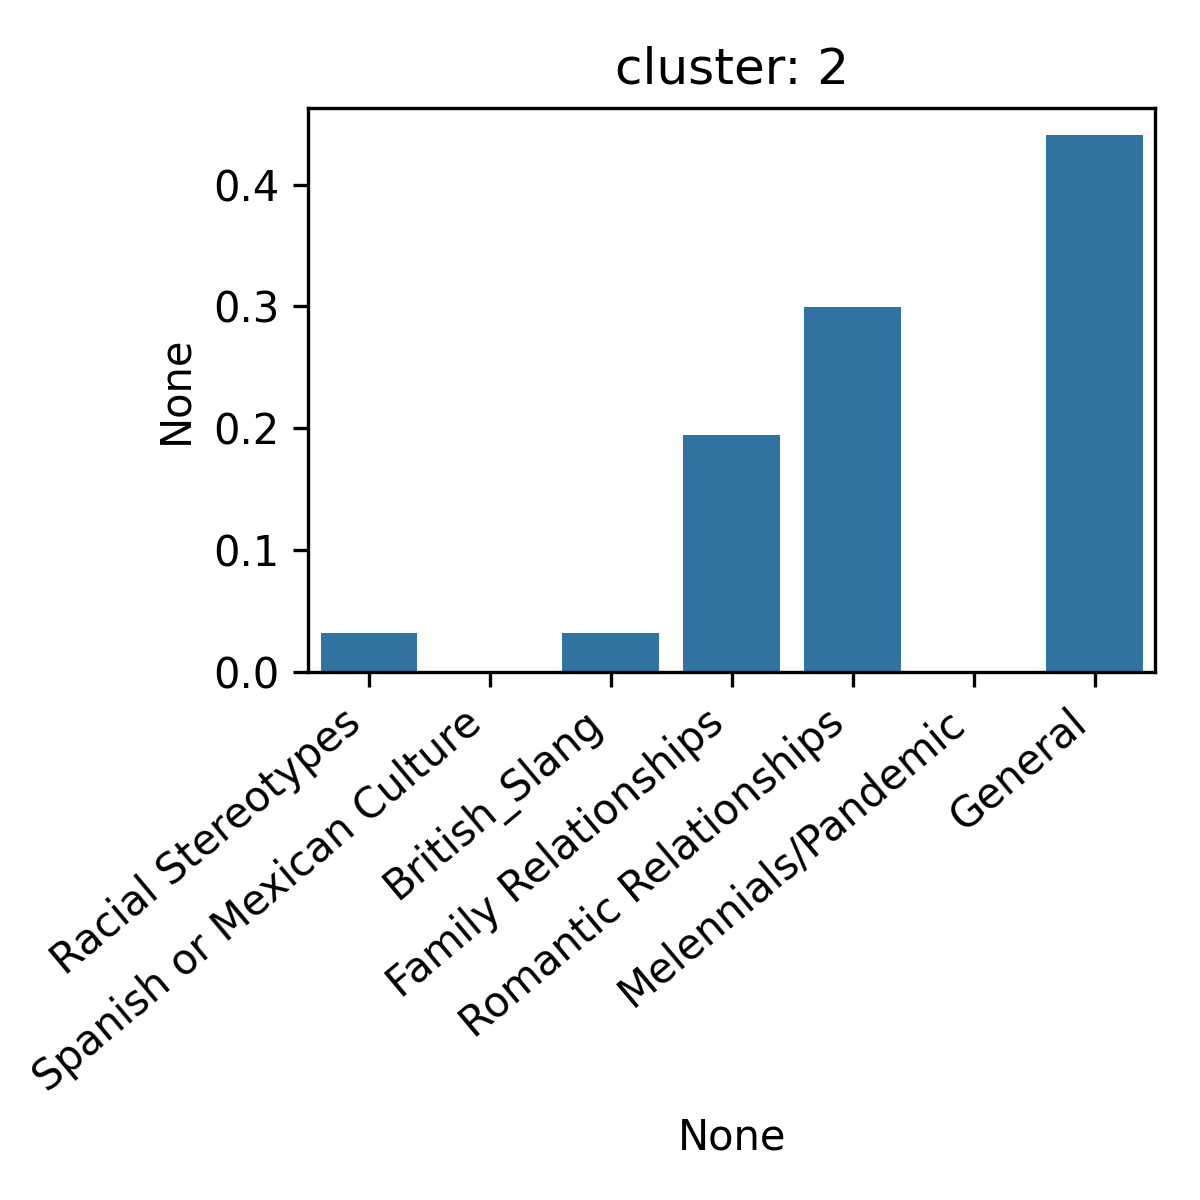 cluster: 2
None
0.4
0.3
0.2
0.1
0.0
Racial Stereotypes
Spanish or Mexican Culture
British_Slang
Family Relationships
Romantic Relationships
Melennials/Pandemic
General
None